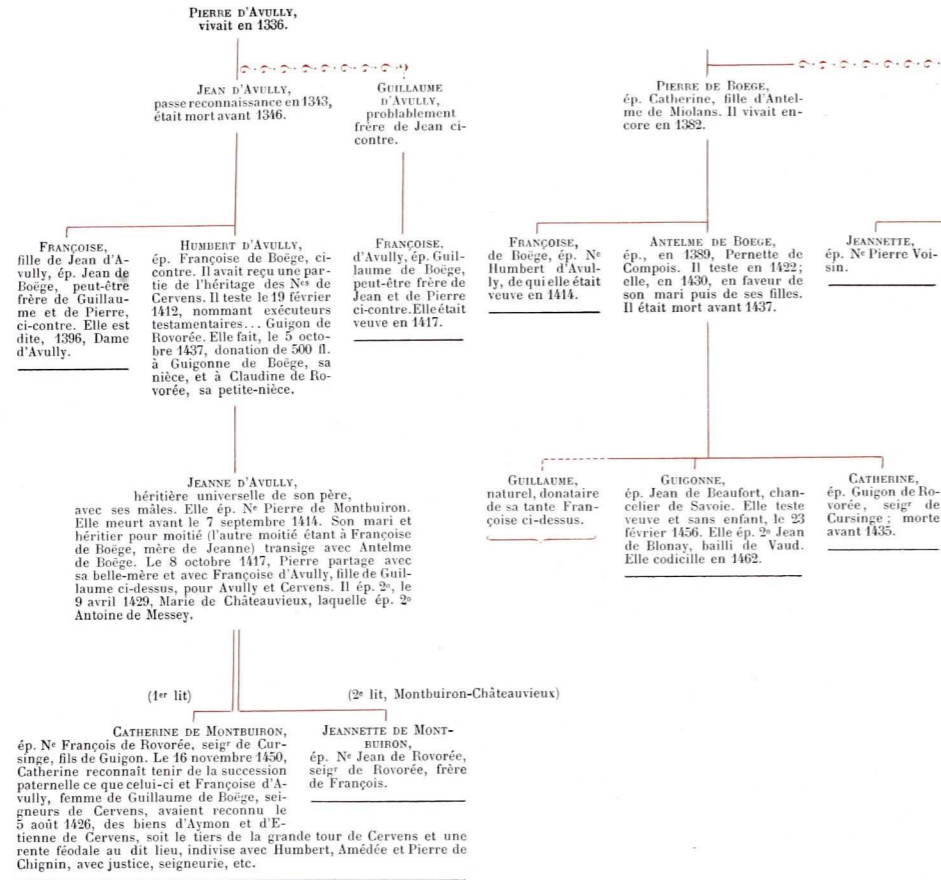 PIERRE D'AVULLY,
vivait en 1336.
JEAN D'AVULLY,
passe reconnaissance en 1343,
était mort avant 1346.
GUILLAUME
D'AVULLY,
problablement
frère de Jean ci-
contre.
PIERRE DE BOEGE,
ép. Catherine, fille d'Antel-
me de Miolans. Il vivait en-
core en 1382.
FRANÇOISE,
fille de Jean d'A-
vully, ép. Jean de
Boëge, peut-être
frère de Guillau-
me et de Pierre,
ci-contre. Elle est
dite, 1396, Dame
d'Avully.
HUMBERT D'AVULLY,
ép. Françoise de Boëge, ci-
contre. Il avait reçu une par-
tie de l'héritage des Nes de
Cervens. Il teste le 19 février
1412, nommant exécuteurs
testamentaires... Guigon de
Rovorée. Elle fait, le 5 octo-
bre 1437, donation de 500 fl.
à Guigonne de Boëge, sa
nièce, et à Claudine de Ro-
vorée, sa petite-nièce.
FRANÇOISE,
d'Avully, ép. Guil-
laume de Boëge,
peut-être frère de
Jean et de Pierre
ci-contre. Elle était
veuve en 1417.
FRANÇOISE,
de Boëge, ép. Ne
Humbert d'Avul-
ly, de qui elle était
veuve en 1414.
ANTELME DE BOEGE,
ép., en 1389, Pernette de
Compois. Il teste en 1422;
elle, en 1430, en faveur de
son mari puis de ses filles.
Il était mort avant 1437.
JEANNETTE,
ép. Ne Pierre Voi-
sin.
JEANNE D'AVULLY,
héritière universelle de son père,
avec ses mâles. Elle ép. Ne Pierre de Montbuiron.
Elle meurt avant le 7 septembre 1414. Son mari et
héritier pour moitié (l'autre moitié étant à Françoise
de Boëge, mère de Jeanne) transige avec Antelme
de Boëge. Le 8 octobre 1417, Pierre partage avec
sa belle-mère et avec Françoise d'Avully, fille de Guil-
laume ci-dessus, pour Avully et Cervens. Il ép. 2º, le
9 avril 1429, Marie de Châteauvieux, laquelle ép. 2º
Antoine de Messey.
GUILLAUME,
naturel, donataire
de sa tante Fran-
çoise ci-dessus.
GUIGONNE,
ép. Jean de Beaufort, chan-
celier de Savoie. Elle teste
veuve et sans enfant, le 23
février 1456. Elle ép. 2º Jean
de Blonay, bailli de Vaud.
Elle codicille en 1462.
CATHERINE,
ép. Guigon de Ro-
vorée, seigr de
Cursinge; morte
avant 1435.
(1er lit)
(2e lit, Montbuiron-Châteauvieux)
CATHERINE DE MONTBUIRON,
ép. Ne François de Rovorée, seigr de Cur-
singe, fils de Guigon. Le 16 novembre 1450,
Catherine reconnaît tenir de la succession
paternelle ce que celui-ci et Françoise d'A-
vully, femme de Guillaume de Boëge, sei-
gneurs de Cervens, avaient reconnu le
5 août 1426, des biens d'Aymon et d'E-
tienne de Cervens, soit le tiers de la grande tour de Cervens et une
rente féodale au dit lieu, indivise avec Humbert, Amédée et Pierre de
Chignin, avec justice, seigneurie, etc.
JEANNETTE DE MONT-
BUIRON,
ép. Ne Jean de Rovorée,
seigr de Rovorée, frère
de François.